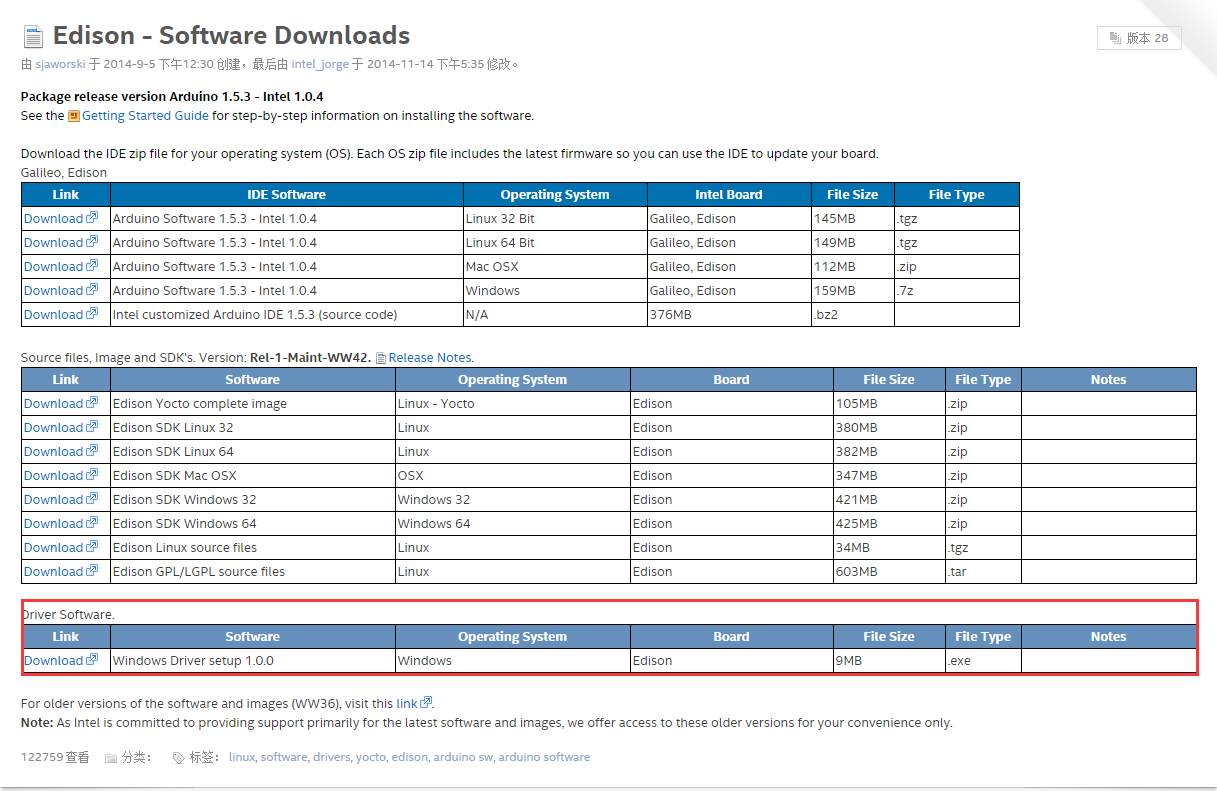 Edison - Software Downloads
版本 28
由 sjaworski 于 2014-9-5 下午12:30 创建，最后由 intel_jorge 于 2014-11-14 下午5:35 修改。
Package release version Arduino 1.5.3 - Intel 1.0.4
See the Getting Started Guide for step-by-step information on installing the software.
Download the IDE zip file for your operating system (OS). Each OS zip file includes the latest firmware so you can use the IDE to update your board.
Galileo, Edison
Link IDE Software Operating System Intel Board File Size File Type
Download Arduino Software 1.5.3 - Intel 1.0.4 Linux 32 Bit Galileo, Edison 145MB .tgz
Download Arduino Software 1.5.3 - Intel 1.0.4 Linux 64 Bit Galileo, Edison 149MB .tgz
Download Arduino Software 1.5.3 - Intel 1.0.4 Mac OSX Galileo, Edison 112MB .zip
Download Arduino Software 1.5.3 - Intel 1.0.4 Windows Galileo, Edison 159MB .7z
Download Intel customized Arduino IDE 1.5.3 (source code) N/A 376MB .bz2
Source files, Image and SDK's. Version: Rel-1-Maint-WW42. Release Notes.
Link Software Operating System Board File Size File Type Notes
Download Edison Yocto complete image Linux - Yocto Edison 105MB .zip
Download Edison SDK Linux 32 Linux Edison 380MB .zip
Download Edison SDK Linux 64 Linux Edison 382MB .zip
Download Edison SDK Mac OSX OSX Edison 347MB .zip
Download Edison SDK Windows 32 Windows 32 Edison 421MB .zip
Download Edison SDK Windows 64 Windows 64 Edison 425MB .zip
Download Edison Linux source files Linux Edison 34MB .tgz
Download Edison GPL/LGPL source files Linux Edison 603MB .tar
Driver Software.
Link Software Operating System Board File Size File Type Notes
Download Windows Driver setup 1.0.0 Windows Edison 9MB .exe
For older versions of the software and images (WW36), visit this link.
Note: As Intel is committed to providing support primarily for the latest software and images, we offer access to these older versions for your convenience only.
122759 查看 分类： 标签： linux, software, drivers, yocto, edison, arduino sw, arduino software